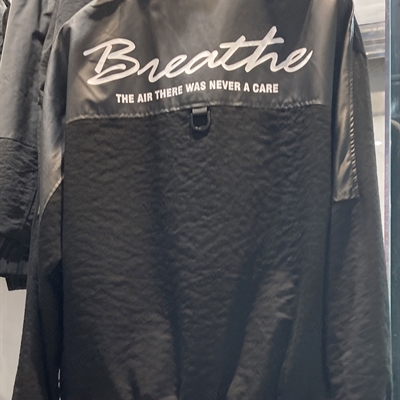 Breathe
THE AIR THERE WAS NEVER A CARE